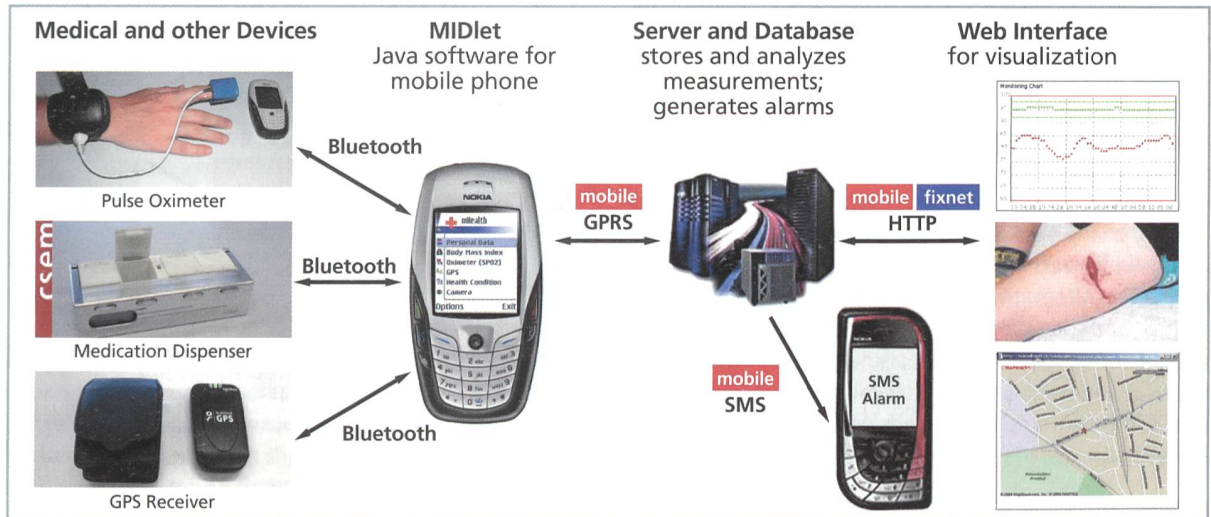 Medical and other Devices
Pulse Oximeter
csem
Medication Dispenser
GPS
GPS Receiver
Bluetooth
Bluetooth
Bluetooth
MIDlet
Java software for
mobile phone
NOKIA
mHealth
Personal Data
Body Mass Index
Oximeter (SPO2)
GPS
Health Condition
Camera
Options Exit
mobile
GPRS
Server and Database
stores and analyzes
measurements;
generates alarms
mobile fixnet
HTTP
mobile
SMS
NOKIA
SMS
Alarm
Web Interface
for visualization
Monitoring Chart